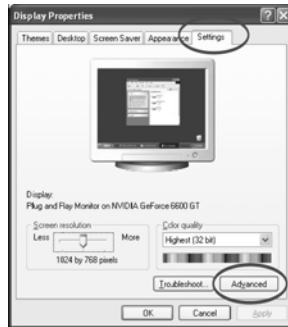 Display Properties
Themes Desktop Screen Saver Appearance Settings
Display:
Plug and Play Monitor on NVIDIA GeForce 6600 GT
Screen resolution
Less More
1024 by 768 pixels
Color quality
Highest (32 bit)
Troubleshoot... Advanced
OK Cancel Apply